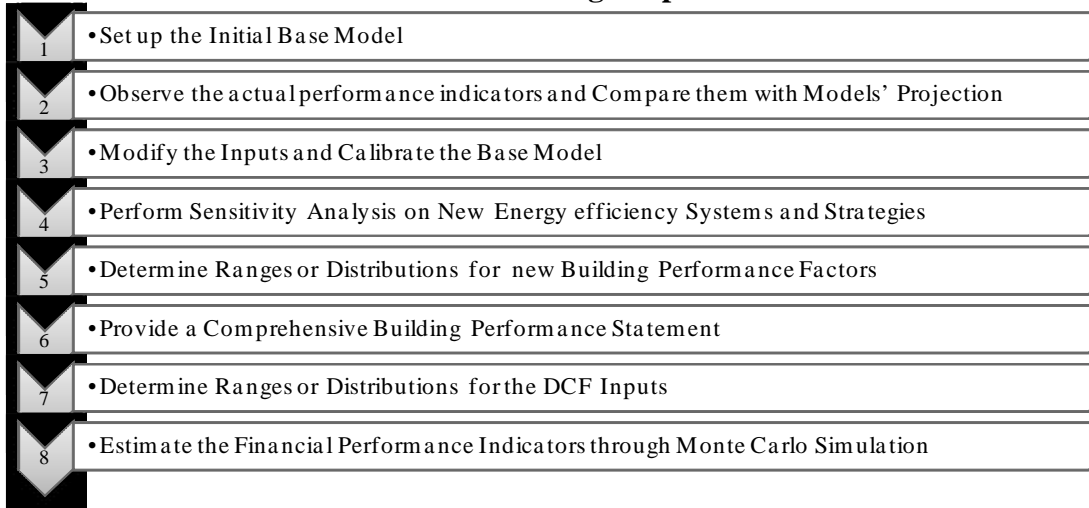 1 •Set up the Initial Base Model
2 •Observe the actual performance indicators and Compare them with Models' Projection
3 •Modify the Inputs and Calibrate the Base Model
4 •Perform Sensitivity Analysis on New Energy efficiency Systems and Strategies
5 •Determine Ranges or Distributions for new Building Performance Factors
6 •Provide a Comprehensive Building Performance Statement
7 •Determine Ranges or Distributions for the DCF Inputs
8 •Estimate the Financial Performance Indicators through Monte Carlo Simulation